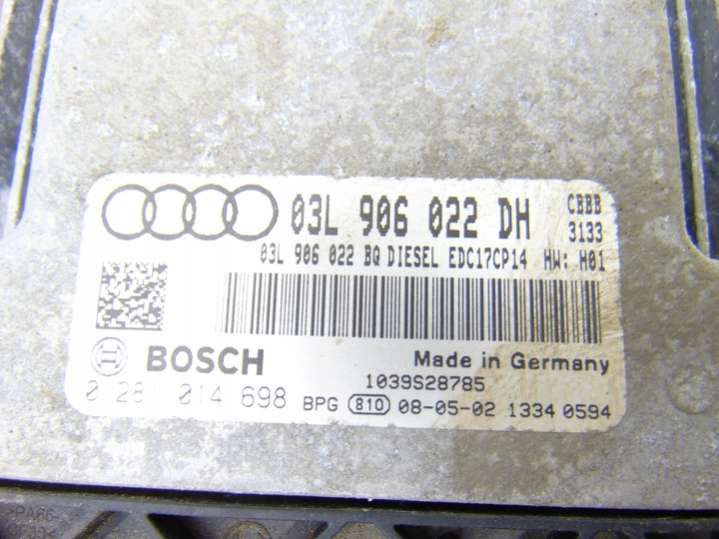 03L 906 022 DH CBBB
3133
03L 906 022 BQ DIESEL EDC17CP14 HW: H01
BOSCH Made in Germany
1039S28785
0 281 014 698 BPG 810 08-05-02 1334 0594
PA66